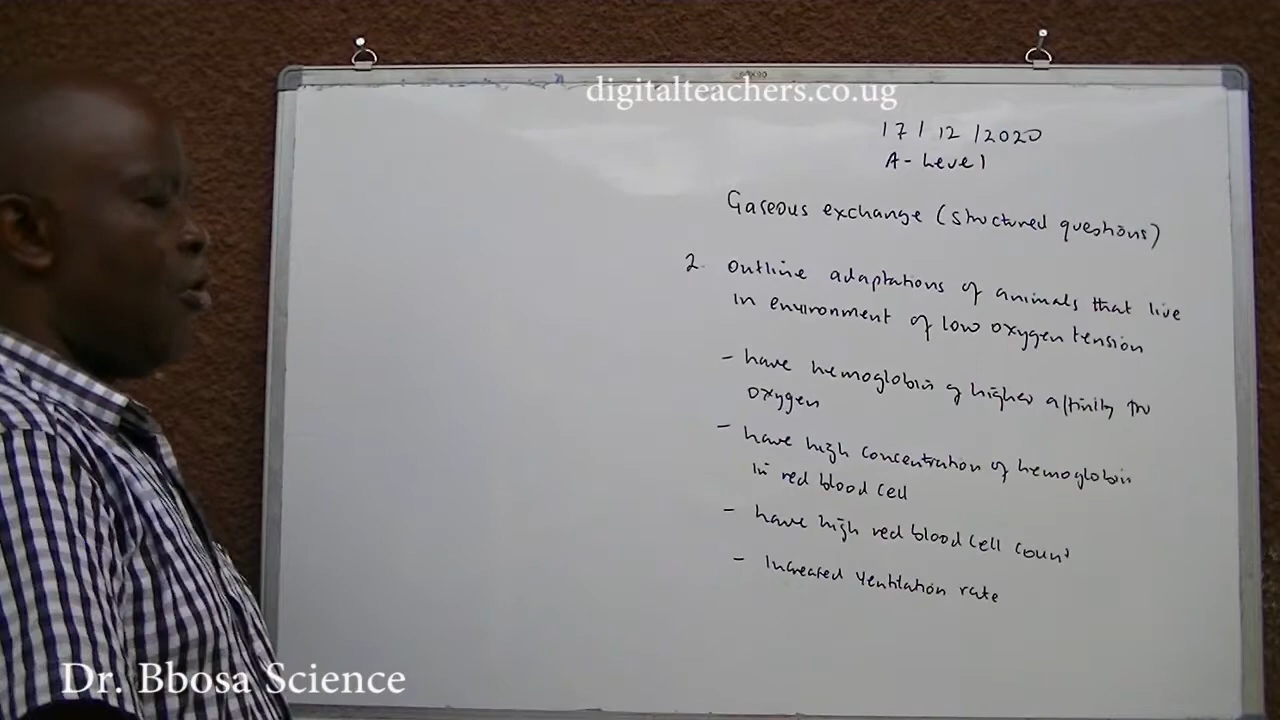 digitalteachers.co.ug
17/12/2020
A-Level
Gaseous exchange (structured questions)
2. Outline adaptations of animals that live
in environment of low oxygen tension
- have hemoglobin of higher affinity for
oxygen
- have high concentration of hemoglobin
in red blood cell
- have high red blood cell count
- Increased ventilation rate
Dr. Bbosa Science